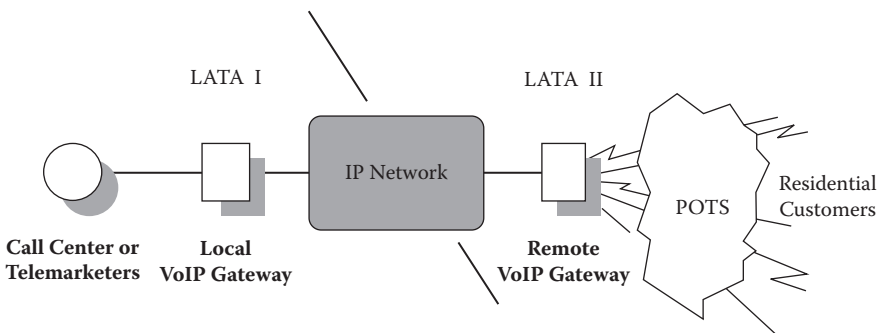 LATA I
LATA II
IP Network
POTS
Residential
Customers
Call Center or
Telemarketers
Local
VoIP Gateway
Remote
VoIP Gateway